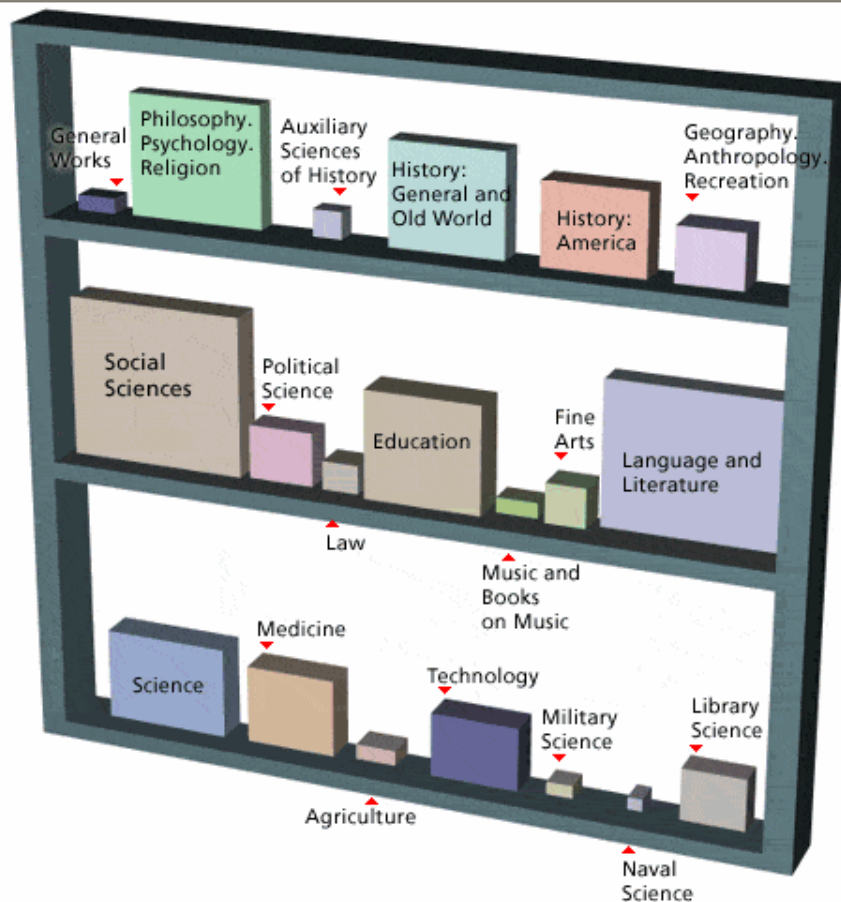 General
Works
Philosophy.
Psychology.
Religion
Auxiliary
Sciences
of History
History:
General and
Old World
History:
America
Geography.
Anthropology.
Recreation
Social
Sciences
Political
Science
Law
Education
Music and
Books
on Music
Fine
Arts
Language and
Literature
Science
Medicine
Agriculture
Technology
Military
Science
Naval
Science
Library
Science